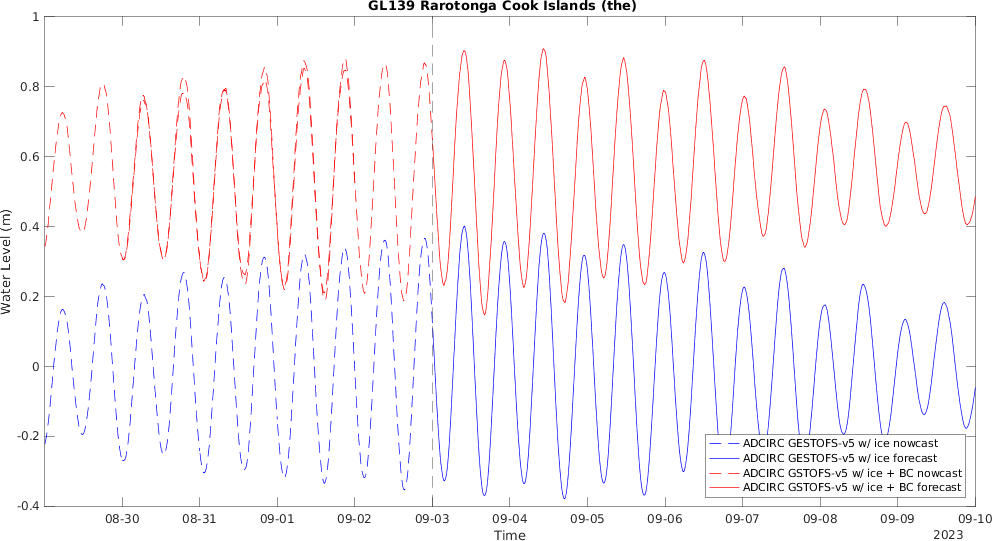 GL139 Rarotonga Cook Islands (the)
Water Level (m)
1
0.8
0.6
0.4
0.2
0
-0.2
-0.4
08-30 08-31 09-01 09-02 09-03 09-04 09-05 09-06 09-07 09-08 09-09 09-10
Time
2023
ADCIRC GESTOFS-v5 w/ ice nowcast
ADCIRC GESTOFS-v5 w/ ice forecast
ADCIRC GSTOFS-v5 w/ ice + BC nowcast
ADCIRC GSTOFS-v5 w/ ice + BC forecast